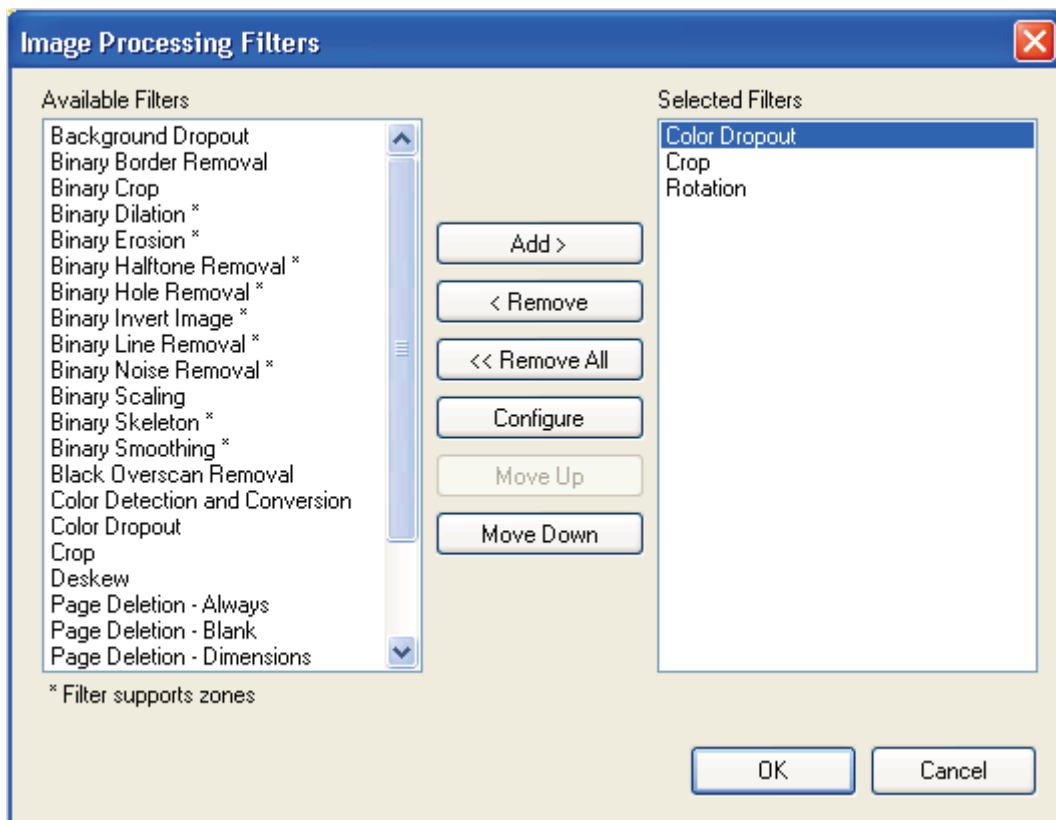 Image Processing Filters
Available Filters
Background Dropout
Binary Border Removal
Binary Crop
Binary Dilation *
Binary Erosion *
Binary Halftone Removal *
Binary Hole Removal *
Binary Invert Image *
Binary Line Removal *
Binary Noise Removal *
Binary Scaling
Binary Skeleton *
Binary Smoothing *
Black Overscan Removal
Color Detection and Conversion
Color Dropout
Crop
Deskew
Page Deletion - Always
Page Deletion - Blank
Page Deletion - Dimensions
* Filter supports zones
Add >
< Remove
<< Remove All
Configure
Move Up
Move Down
Selected Filters
Color Dropout
Crop
Rotation
OK
Cancel